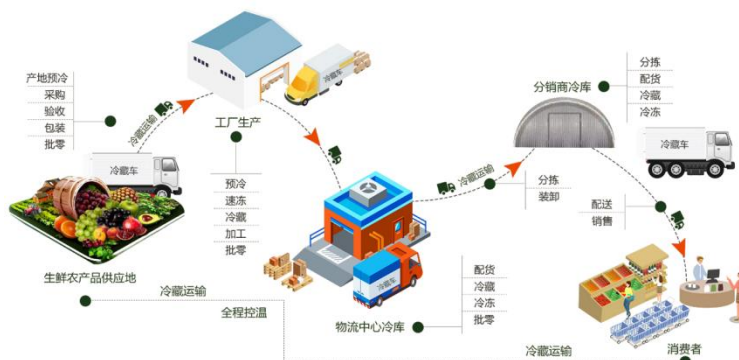 产地预冷
采购
验收
包装
批零
冷藏车
生鲜农产品供应地
冷藏运输
冷藏车
工厂生产
预冷
速冻
冷藏
加工
批零
冷藏车
物流中心冷库
配货
冷藏
冷冻
批零
冷藏运输
分拣
装卸
分销商冷库
分拣
配货
冷藏
冷冻
冷藏车
配送
销售
消费者
冷藏运输
全程控温
冷藏运输